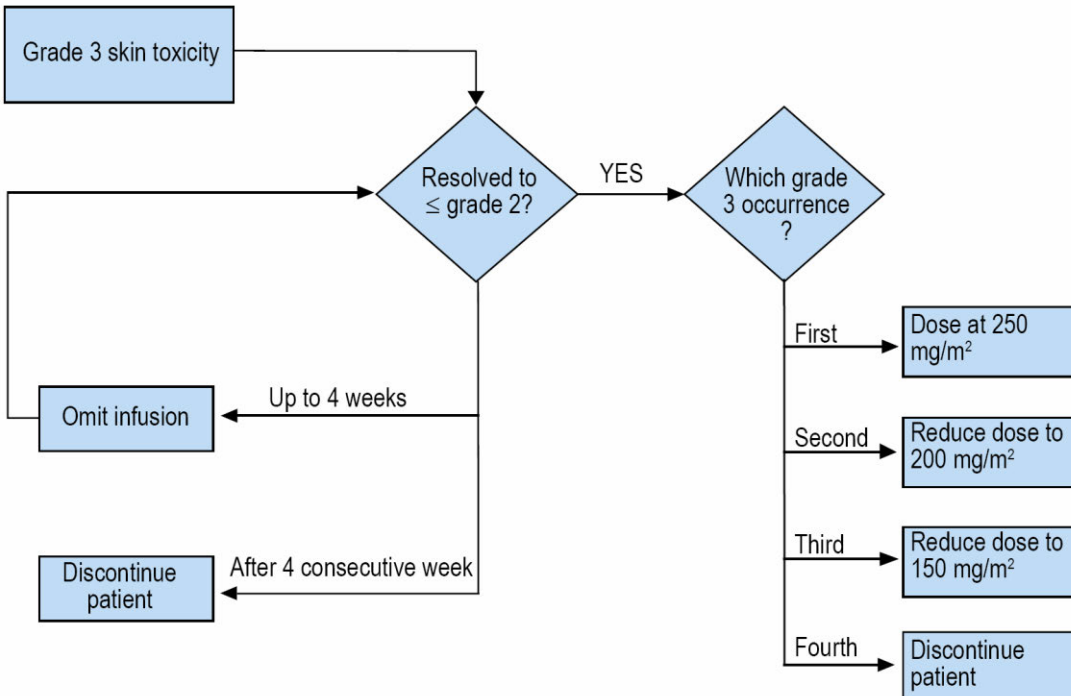 Grade 3 skin toxicity
Resolved to
≤ grade 2?
YES
Which grade
3 occurrence
?
First
Dose at 250
mg/m²
Up to 4 weeks
Omit infusion
Second
Reduce dose to
200 mg/m²
Third
Reduce dose to
150 mg/m²
After 4 consecutive week
Discontinue
patient
Fourth
Discontinue
patient